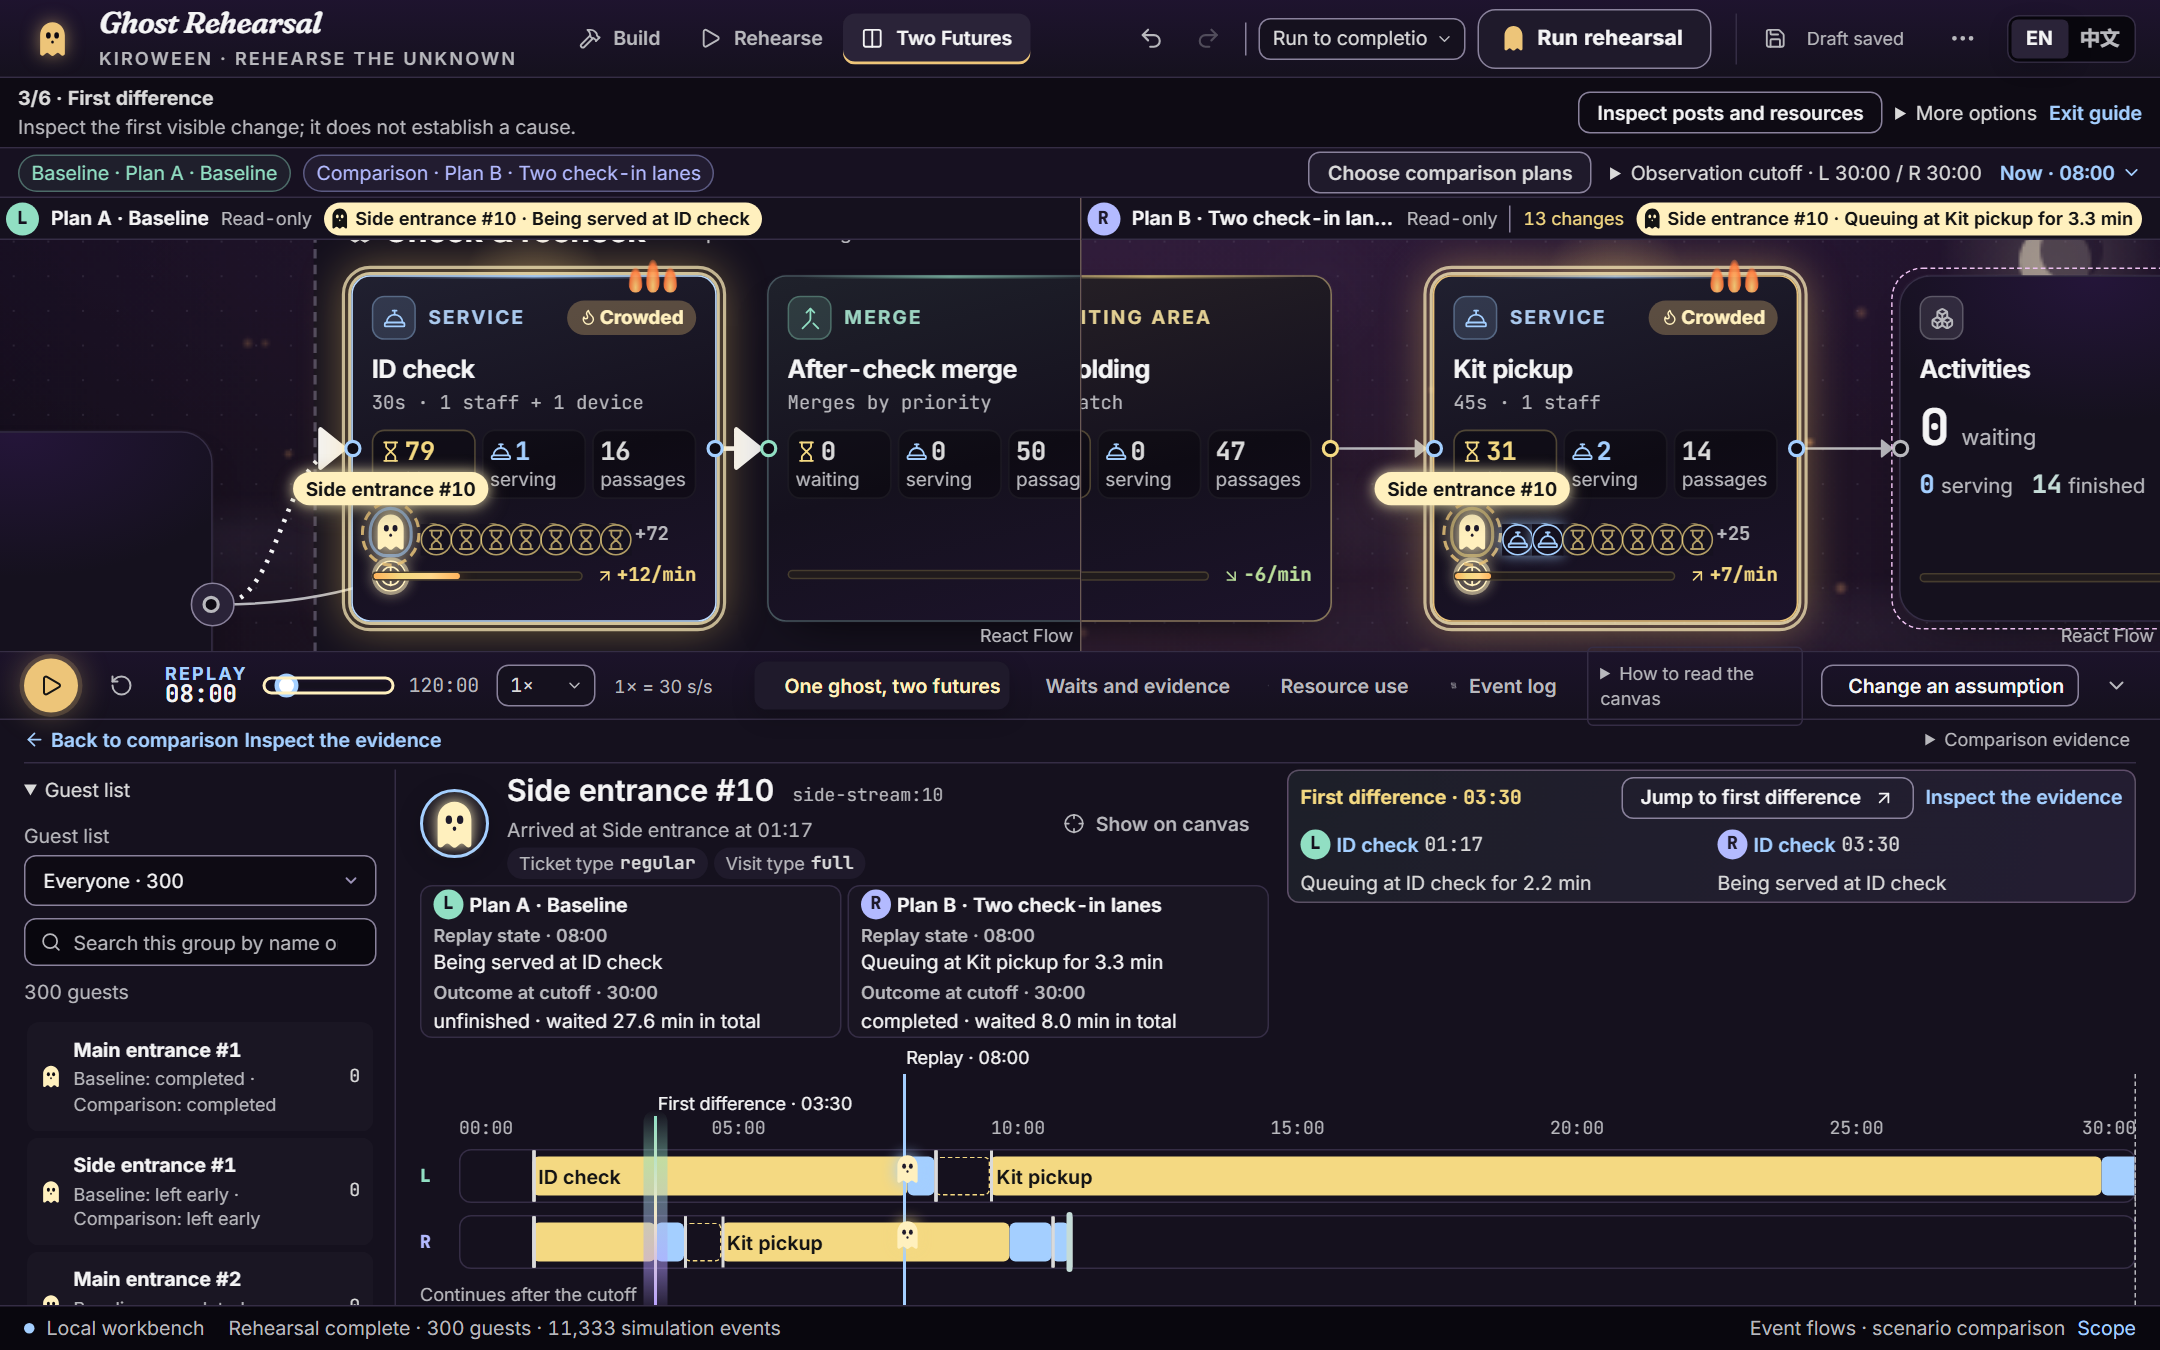 Ghost Rehearsal
KIROWEEN · REHEARSE THE UNKNOWN
Build
Rehearse
Two Futures
Run to completio
Run rehearsal
Draft saved
EN
中文
3/6 · First difference
Inspect the first visible change; it does not establish a cause.
Inspect posts and resources
More options
Exit guide
Baseline · Plan A · Baseline
Comparison · Plan B · Two check-in lanes
Choose comparison plans
Observation cutoff · L 30:00 / R 30:00
Now · 08:00
L Plan A · Baseline Read-only
Side entrance #10 · Being served at ID check
R Plan B · Two check-in lan... Read-only
13 changes
Side entrance #10 · Queuing at Kit pickup for 3.3 min
SERVICE
Crowded
ID check
30s · 1 staff + 1 device
79
1
serving
16
passages
Side entrance #10
+72
+12/min
MERGE
After-check merge
Merges by priority
0
waiting
0
serving
50
passag
React Flow
ITING AREA
olding
atch
0
serving
47
passages
-6/min
SERVICE
Crowded
Kit pickup
45s · 1 staff
31
2
serving
14
passages
Side entrance #10
+25
+7/min
Activities
0 waiting
0 serving 14 finished
React Flow
REPLAY
08:00
120:00
1×
1× = 30 s/s
One ghost, two futures
Waits and evidence
Resource use
Event log
How to read the
canvas
Change an assumption
Back to comparison Inspect the evidence
Comparison evidence
Guest list
Guest list
Everyone · 300
Search this group by name o
300 guests
Main entrance #1
Baseline: completed ·
Comparison: completed
0
Side entrance #1
Baseline: left early ·
Comparison: left early
0
Main entrance #2
Side entrance #10 side-stream:10
Arrived at Side entrance at 01:17
Ticket type regular
Visit type full
Show on canvas
First difference · 03:30
Jump to first difference
Inspect the evidence
L ID check 01:17
Queuing at ID check for 2.2 min
R ID check 03:30
Being served at ID check
L Plan A · Baseline
Replay state · 08:00
Being served at ID check
Outcome at cutoff · 30:00
unfinished · waited 27.6 min in total
R Plan B · Two check-in lanes
Replay state · 08:00
Queuing at Kit pickup for 3.3 min
Outcome at cutoff · 30:00
completed · waited 8.0 min in total
Replay · 08:00
First difference · 03:30
00:00 05:00 10:00 15:00 20:00 25:00 30:00
L ID check Kit pickup
R Kit pickup
Continues after the cutoff
Local workbench
Rehearsal complete · 300 guests · 11,333 simulation events
Event flows · scenario comparison
Scope